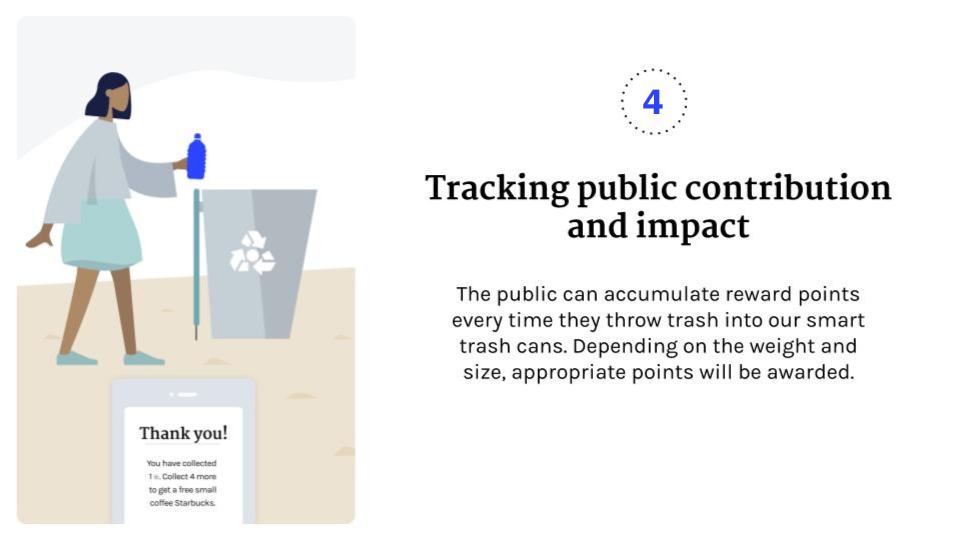 4
Tracking public contribution
and impact
The public can accumulate reward points
every time they throw trash into our smart
trash cans. Depending on the weight and
size, appropriate points will be awarded.
Thank you!
You have collected
1 ☆. Collect 4 more
to get a free small
coffee Starbucks.